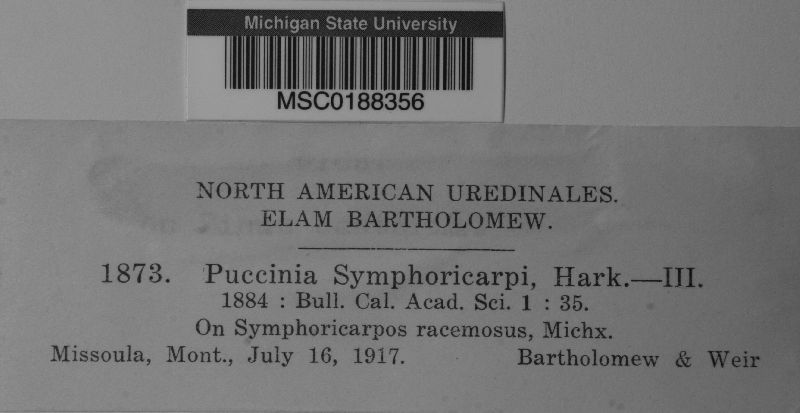 Michigan State University
MSC0188356
NORTH AMERICAN UREDINALES.
ELAM BARTHOLOMEW.
1873. Puccinia Symphoricarpi, Hark.—III.
1884 : Bull. Cal. Acad. Sci. 1 : 35.
On Symphoricarpos racemosus, Michx.
Missoula, Mont., July 16, 1917. Bartholomew & Weir